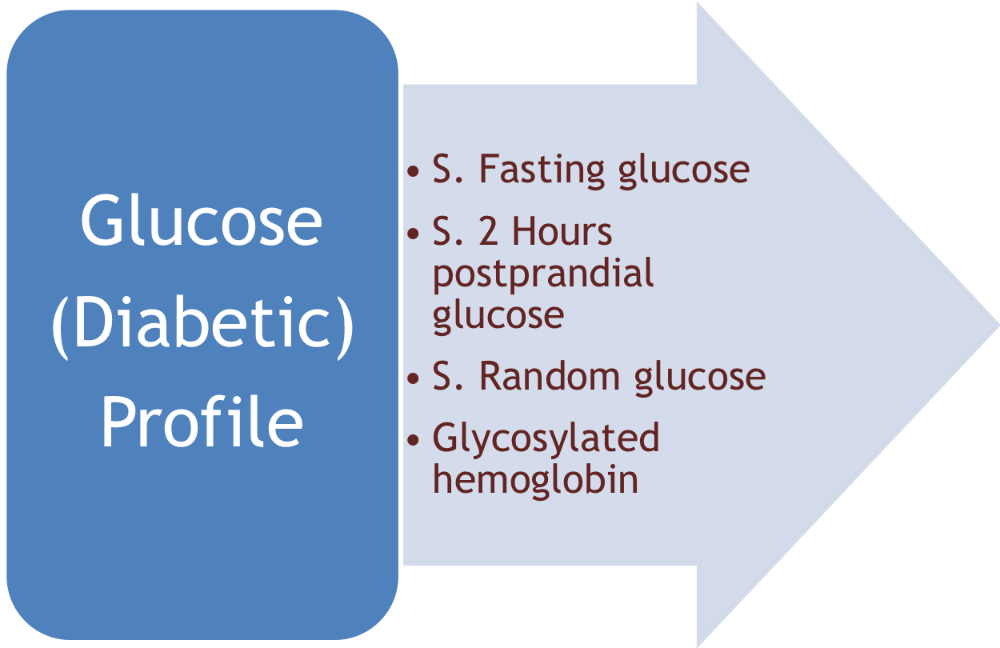 Glucose
(Diabetic)
Profile
• S. Fasting glucose
• S. 2 Hours
postprandial
glucose
• S. Random glucose
• Glycosylated
hemoglobin